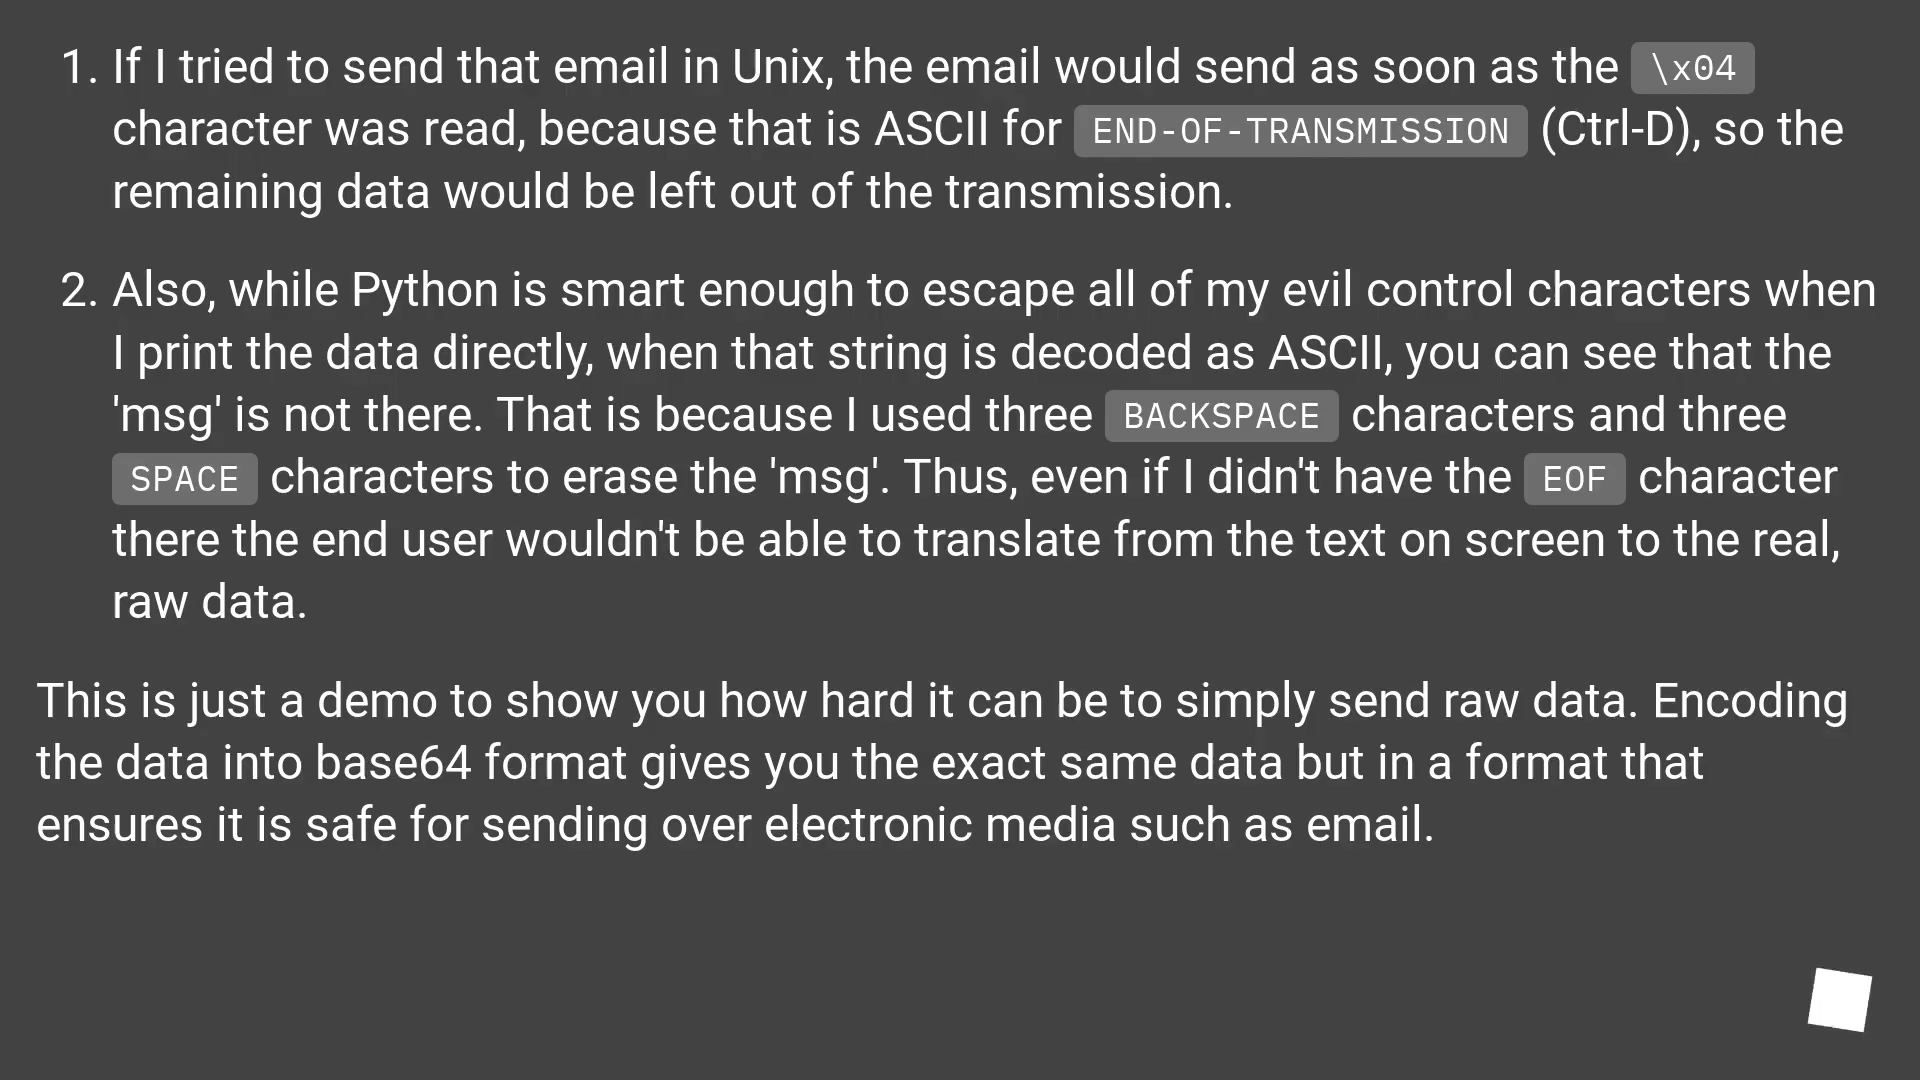 1. If I tried to send that email in Unix, the email would send as soon as the \x04
character was read, because that is ASCII for END-OF-TRANSMISSION (Ctrl-D), so the
remaining data would be left out of the transmission.
2. Also, while Python is smart enough to escape all of my evil control characters when
I print the data directly, when that string is decoded as ASCII, you can see that the
'msg' is not there. That is because I used three BACKSPACE characters and three
SPACE characters to erase the 'msg'. Thus, even if I didn't have the EOF character
there the end user wouldn't be able to translate from the text on screen to the real,
raw data.
This is just a demo to show you how hard it can be to simply send raw data. Encoding
the data into base64 format gives you the exact same data but in a format that
ensures it is safe for sending over electronic media such as email.